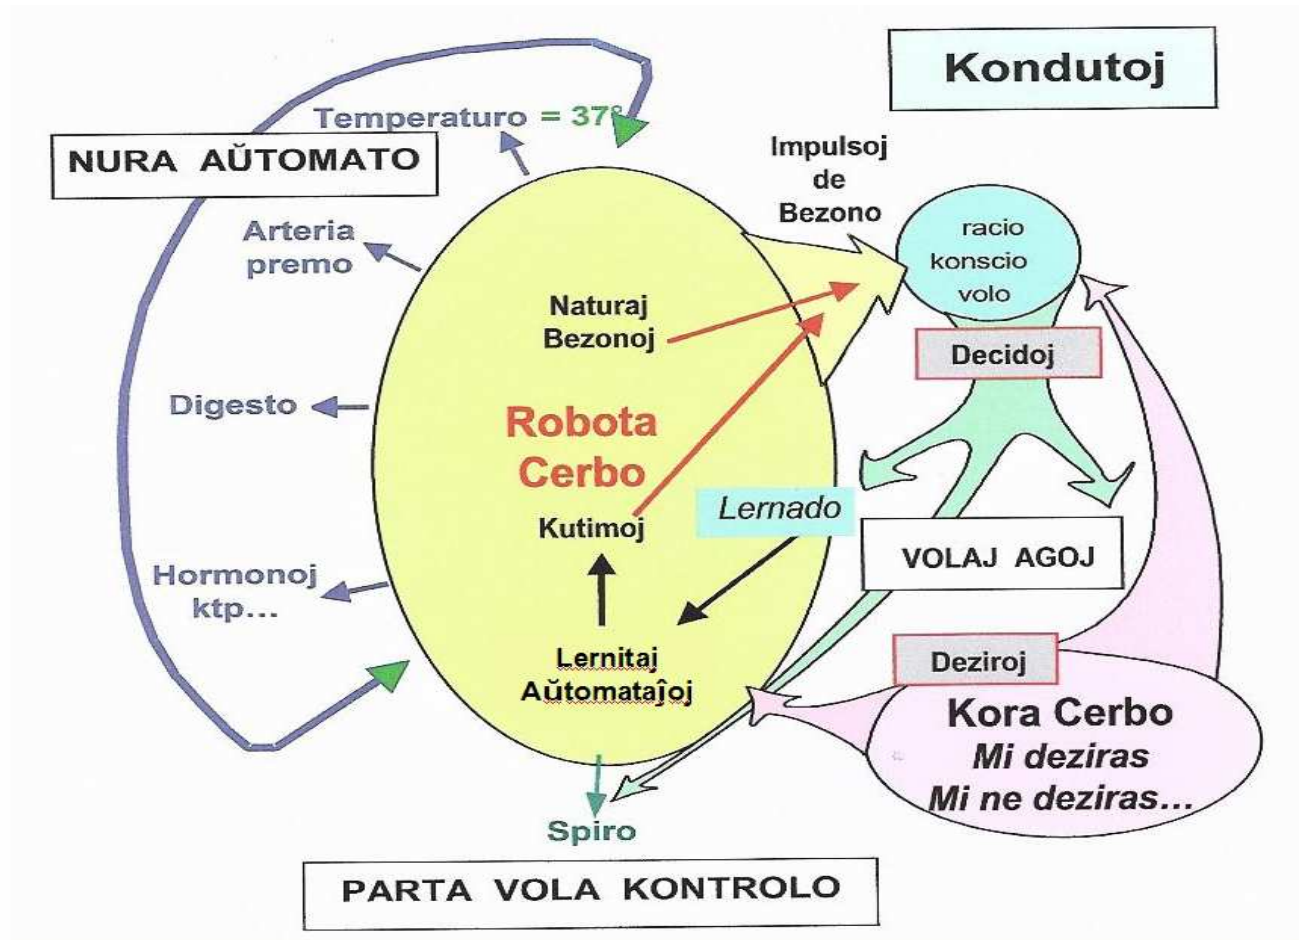 Kondutoj
Temperaturo = 37°
NURA AŬTOMATO
Impulsoj
de
Bezono
Arteria
premo
racio
konscio
volo
Naturaj
Bezonoj
Decidoj
Digesto
Robota
Cerbo
Lernado
Kutimoj
VOLAJ AGOJ
Hormonoj
ktp...
Lernitaj
Aŭtomataĵoj
Deziroj
Kora Cerbo
Mi deziras
Mi ne deziras...
Spiro
PARTA VOLA KONTROLO